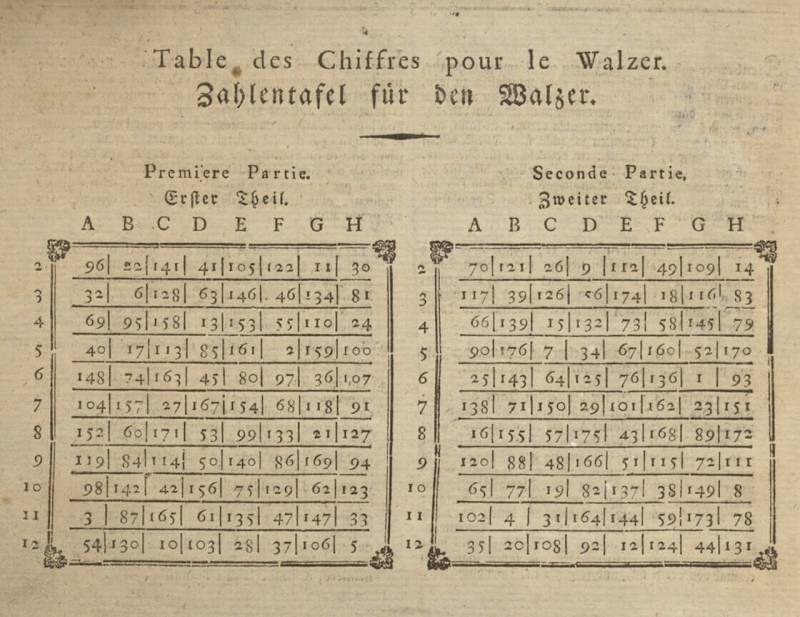 Table des Chiffres pour le Walzer.
Zahlentafel für den Walzer.
Premiere Partie.
Erster Theil.
A B C D E F G H
2 96 22 141 41 105 122 11 30
3 32 6 128 63 146 46 134 81
4 69 95 158 13 153 55 110 24
5 40 17 113 85 161 2 159 100
6 148 74 163 45 80 97 36 107
7 104 157 27 167 154 68 118 91
8 152 60 171 53 99 133 21 127
9 119 84 114 50 140 86 169 94
10 98 142 42 156 75 129 62 123
11 3 87 165 61 135 47 147 33
12 54 130 10 103 28 37 106 5
Seconde Partie,
Zweiter Theil.
A B C D E F G H
2 70 121 26 9 112 49 109 14
3 117 39 126 56 174 18 116 83
4 66 139 15 132 73 58 145 79
5 90 176 7 34 67 160 52 170
6 25 143 64 125 76 136 1 93
7 138 71 150 29 101 162 23 151
8 16 155 57 175 43 168 89 172
9 120 88 48 166 51 115 72 111
10 65 77 19 82 137 38 149 8
11 102 4 31 164 144 59 173 78
12 35 20 108 92 12 124 44 131